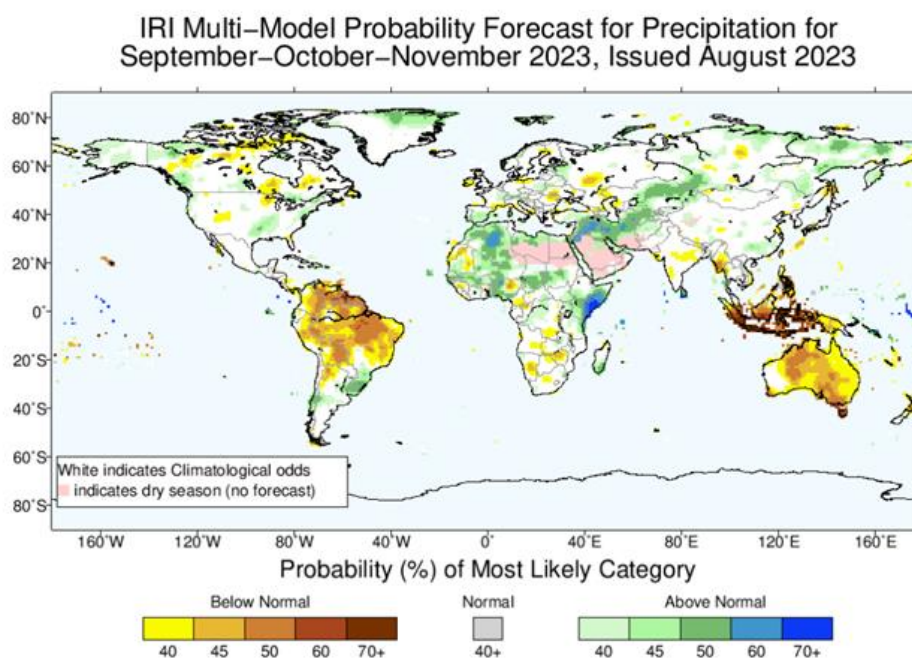 IRI Multi-Model Probability Forecast for Precipitation for
September-October-November 2023, Issued August 2023
80°N
60°N
40°N
20°N
0°
20°S
40°S
60°S
80°S
White indicates Climatological odds
indicates dry season (no forecast)
160°W 120°W 80°W 40°W 0° 40°E 80°E 120°E 160°E
Probability (%) of Most Likely Category
Below Normal Normal Above Normal
40 45 50 60 70+ 40+ 40 45 50 60 70+